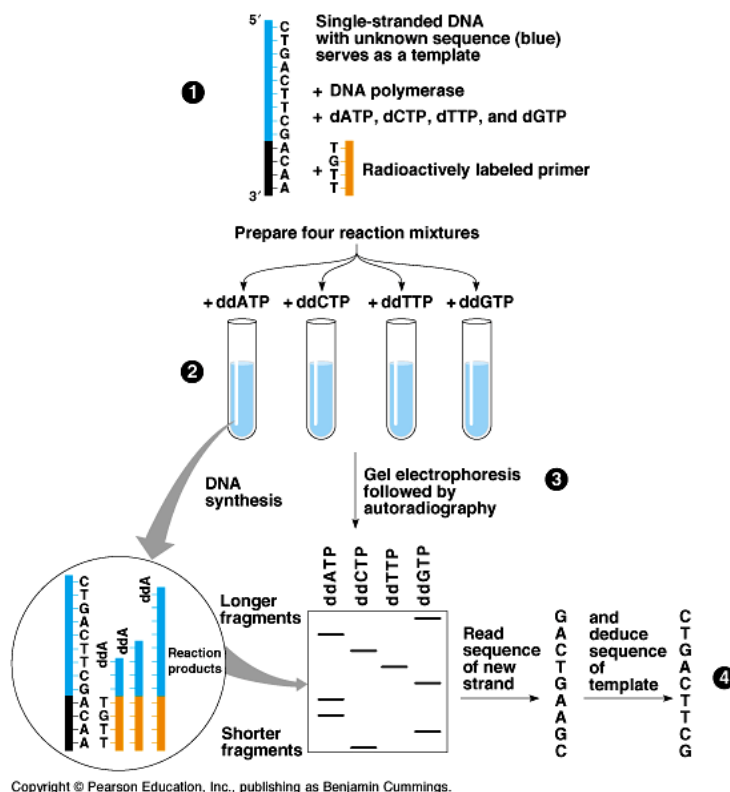 5′
C
T
G
A
C
T
T
C
G
A
C
A
A
3′
1
Single-stranded DNA
with unknown sequence (blue)
serves as a template
+ DNA polymerase
+ dATP, dCTP, dTTP, and dGTP
+
T
G
T
T
Radioactively labeled primer
Prepare four reaction mixtures
+ ddATP + ddCTP + ddTTP + ddGTP
2
DNA
synthesis
Gel electrophoresis
followed by
autoradiography
3
C
T
G
A
C
T
T
C
G
A
C
A
A
T
G
T
T
ddA
ddA
ddA
Reaction
products
Longer
fragments
Shorter
fragments
ddATP
ddCTP
ddTTP
ddGTP
Read
sequence
of new
strand
G
A
C
T
G
A
A
G
C
and
deduce
sequence
of
template
C
T
G
A
C
T
T
C
G
4
Copyright © Pearson Education, Inc., publishing as Benjamin Cummings.